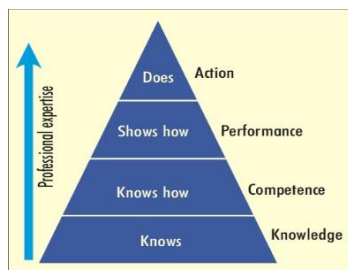 Professional expertise
Does
Action
Shows how
Performance
Knows how
Competence
Knows
Knowledge